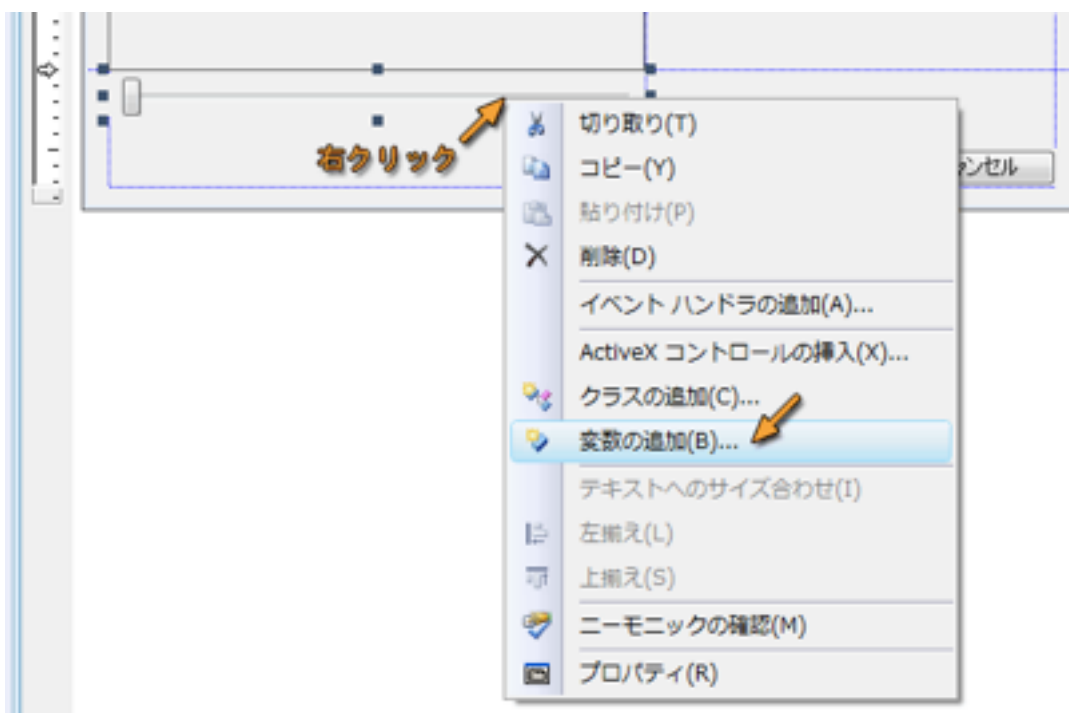 右クリック
切り取り(T)
コピー(Y)
ンセル
貼り付け(P)
削除(D)
イベント ハンドラの追加(A)...
ActiveX コントロールの挿入(X)...
クラスの追加(C)...
変数の追加(B)...
テキストへのサイズ合わせ(I)
左揃え(L)
上揃え(S)
ニーモニックの確認(M)
プロパティ(R)